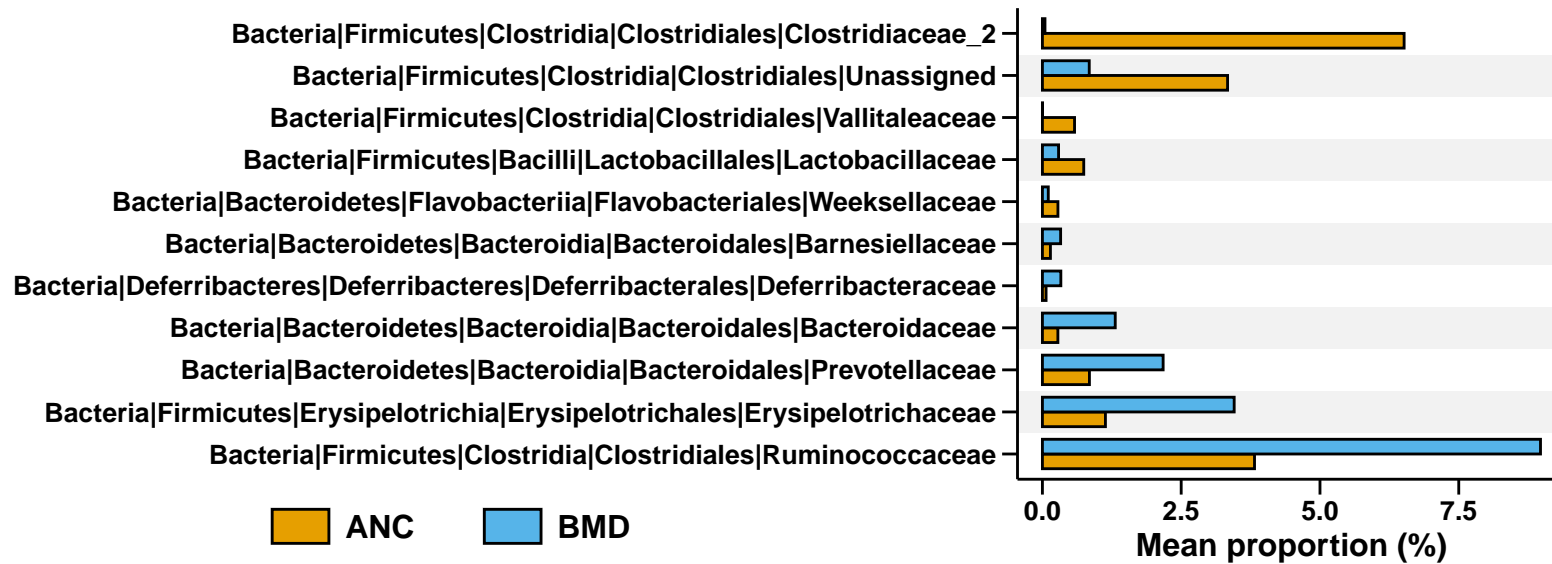 Bacteria|Firmicutes|Clostridia|Clostridiales|Clostridiaceae_2
Bacteria|Firmicutes|Clostridia|Clostridiales|Unassigned
Bacteria|Firmicutes|Clostridia|Clostridiales|Vallitaleaceae
Bacteria|Firmicutes|Bacilli|Lactobacillales|Lactobacillaceae
Bacteria|Bacteroidetes|Flavobacteriia|Flavobacteriales|Weeksellaceae
Bacteria|Bacteroidetes|Bacteroidia|Bacteroidales|Barnesiellaceae
Bacteria|Deferribacteres|Deferribacteres|Deferribacterales|Deferribacteraceae
Bacteria|Bacteroidetes|Bacteroidia|Bacteroidales|Bacteroidaceae
Bacteria|Bacteroidetes|Bacteroidia|Bacteroidales|Prevotellaceae
Bacteria|Firmicutes|Erysipelotrichia|Erysipelotrichales|Erysipelotrichaceae
Bacteria|Firmicutes|Clostridia|Clostridiales|Ruminococcaceae
0.0 2.5 5.0 7.5
Mean proportion (%)
ANC BMD